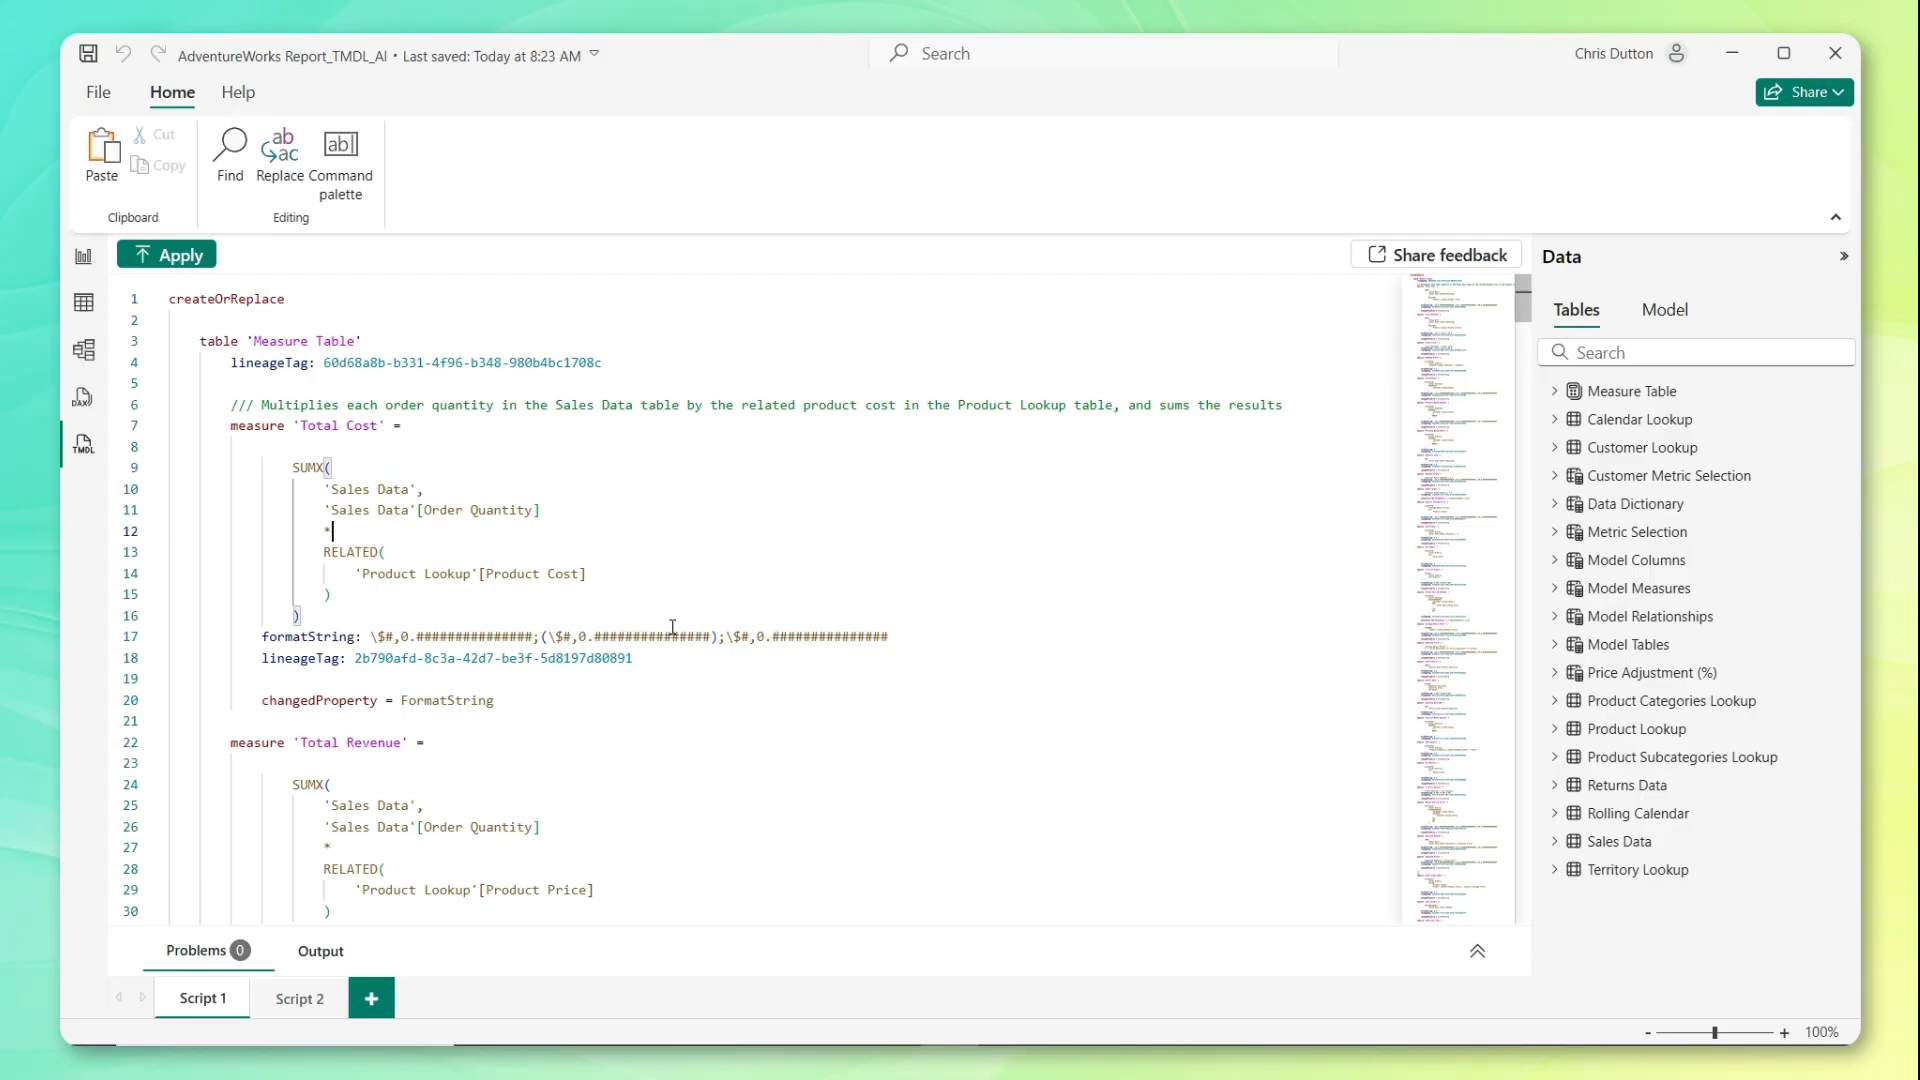 AdventureWorks Report_TMDL_AI • Last saved: Today at 8:23 AM
Search
Chris Dutton
File
Home
Help
Share
Paste
Cut
Copy
Clipboard
ab
ac
ab|
Find
Replace
Command
palette
Editing
Apply
Share feedback
DAX
TMDL
1 createOrReplace
2
3 table 'Measure Table'
4 lineageTag: 60d68a8b-b331-4f96-b348-980b4bc1708c
5
6 /// Multiplies each order quantity in the Sales Data table by the related product cost in the Product Lookup table, and sums the results
7 measure 'Total Cost' =
8
9 SUMX(
10 'Sales Data',
11 'Sales Data'[Order Quantity]
12 *
13 RELATED(
14 'Product Lookup'[Product Cost]
15 )
16 )
17 formatString: \$#,0.###############;(\$#,0.###############);\$#,0.###############
18 lineageTag: 2b790afd-8c3a-42d7-be3f-5d8197d80891
19
20 changedProperty = FormatString
21
22 measure 'Total Revenue' =
23
24 SUMX(
25 'Sales Data',
26 'Sales Data'[Order Quantity]
27 *
28 RELATED(
29 'Product Lookup'[Product Price]
30 )
Problems 0
Output
Script 1
Script 2
+
Data
Tables
Model
Search
Measure Table
Calendar Lookup
Customer Lookup
Customer Metric Selection
Data Dictionary
Metric Selection
Model Columns
Model Measures
Model Relationships
Model Tables
Price Adjustment (%)
Product Categories Lookup
Product Lookup
Product Subcategories Lookup
Returns Data
Rolling Calendar
Sales Data
Territory Lookup
- + 100%